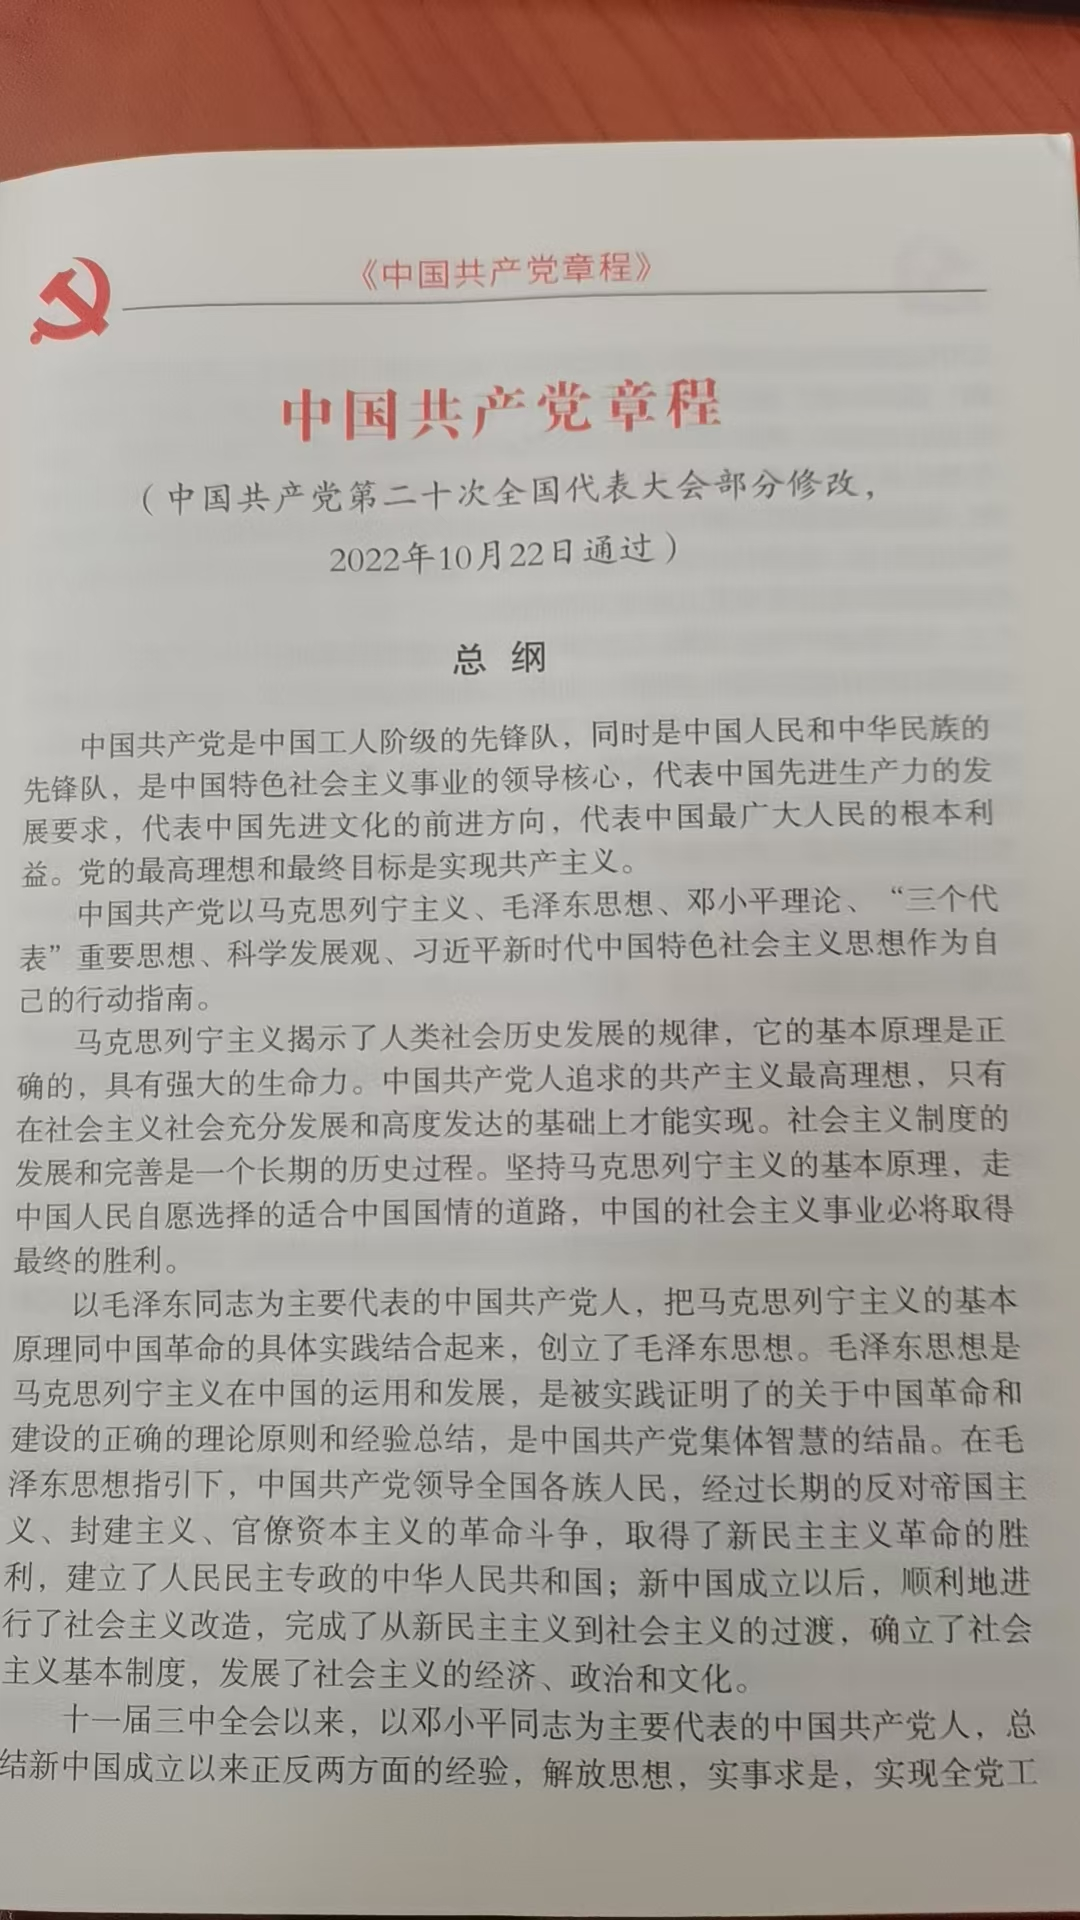 《中国共产党章程》
中国共产党章程
（中国共产党第二十次全国代表大会部分修改，
2022年10月22日通过）
总 纲
中国共产党是中国工人阶级的先锋队，同时是中国人民和中华民族的
先锋队，是中国特色社会主义事业的领导核心，代表中国先进生产力的发
展要求，代表中国先进文化的前进方向，代表中国最广大人民的根本利
益。党的最高理想和最终目标是实现共产主义。
中国共产党以马克思列宁主义、毛泽东思想、邓小平理论、“三个代
表”重要思想、科学发展观、习近平新时代中国特色社会主义思想作为自
己的行动指南。
马克思列宁主义揭示了人类社会历史发展的规律，它的基本原理是正
确的，具有强大的生命力。中国共产党人追求的共产主义最高理想，只有
在社会主义社会充分发展和高度发达的基础上才能实现。社会主义制度的
发展和完善是一个长期的历史过程。坚持马克思列宁主义的基本原理，走
中国人民自愿选择的适合中国国情的道路，中国的社会主义事业必将取得
最终的胜利。
以毛泽东同志为主要代表的中国共产党人，把马克思列宁主义的基本
原理同中国革命的具体实践结合起来，创立了毛泽东思想。毛泽东思想是
马克思列宁主义在中国的运用和发展，是被实践证明了的关于中国革命和
建设的正确的理论原则和经验总结，是中国共产党集体智慧的结晶。在毛
泽东思想指引下，中国共产党领导全国各族人民，经过长期的反对帝国主
义、封建主义、官僚资本主义的革命斗争，取得了新民主主义革命的胜
利，建立了人民民主专政的中华人民共和国；新中国成立以后，顺利地进
行了社会主义改造，完成了从新民主主义到社会主义的过渡，确立了社会
主义基本制度，发展了社会主义的经济、政治和文化。
十一届三中全会以来，以邓小平同志为主要代表的中国共产党人，总
结新中国成立以来正反两方面的经验，解放思想，实事求是，实现全党工